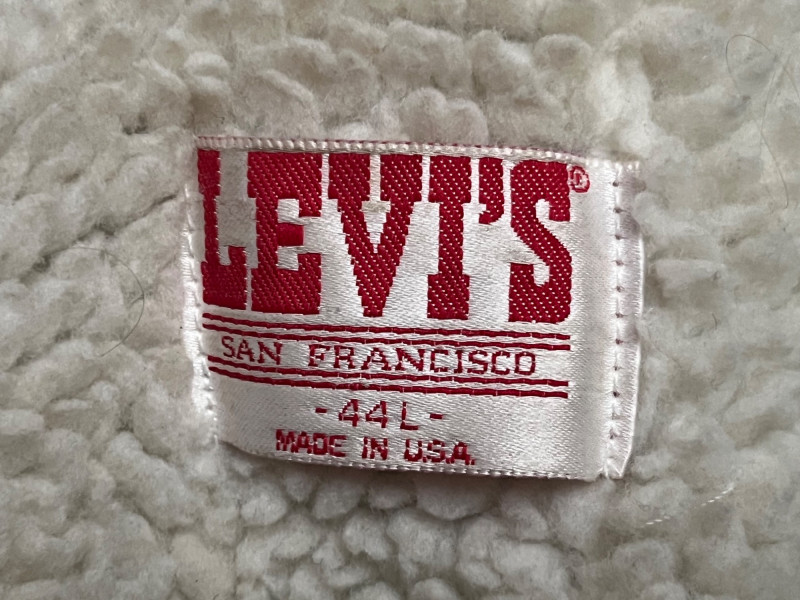 LEVI'S®
SAN FRANCISCO
-44L-
MADE IN U.S.A.